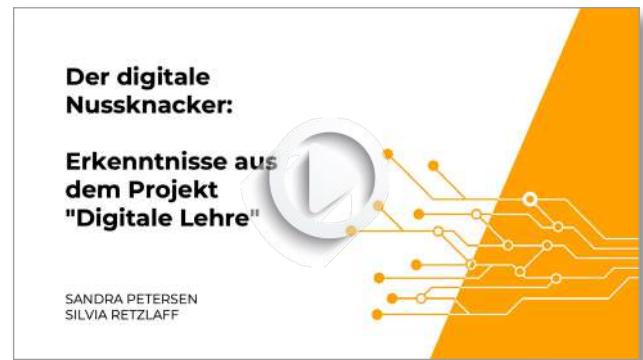 Der digitale
Nussknacker:
Erkenntnisse aus
dem Projekt
"Digitale Lehre"
SANDRA PETERSEN
SILVIA RETZLAFF